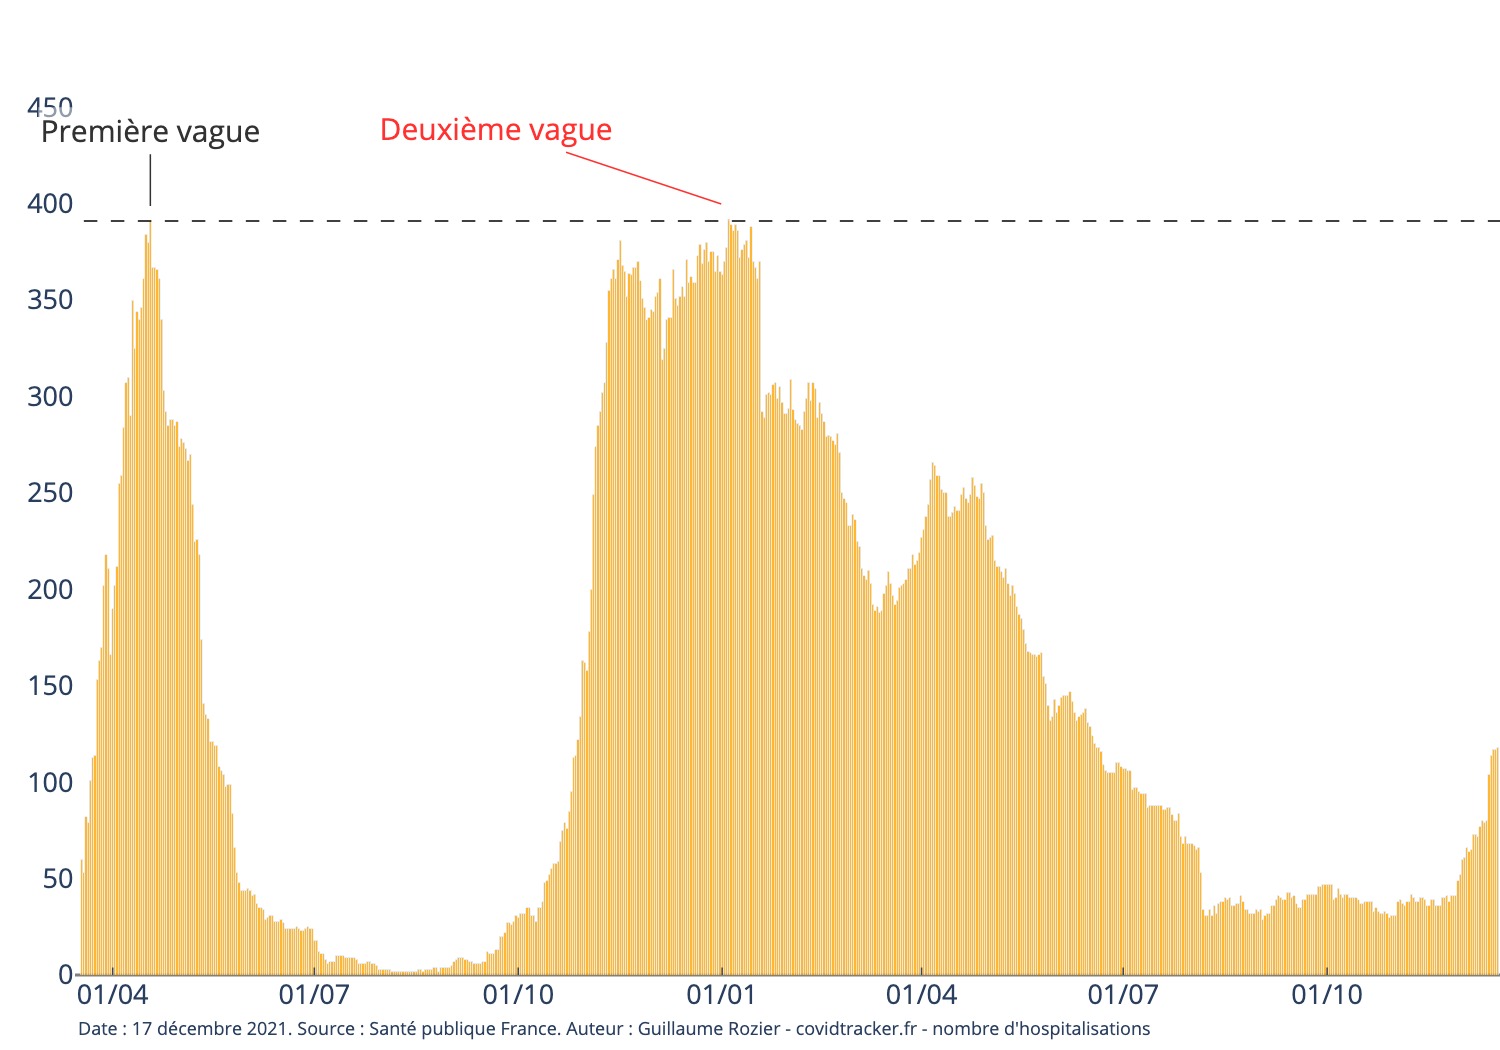 450
Première vague
Deuxième vague
400
350
300
250
200
150
100
50
0
01/04 01/07 01/10 01/01 01/04 01/07 01/10
Date : 17 décembre 2021. Source : Santé publique France. Auteur : Guillaume Rozier - covidtracker.fr - nombre d'hospitalisations